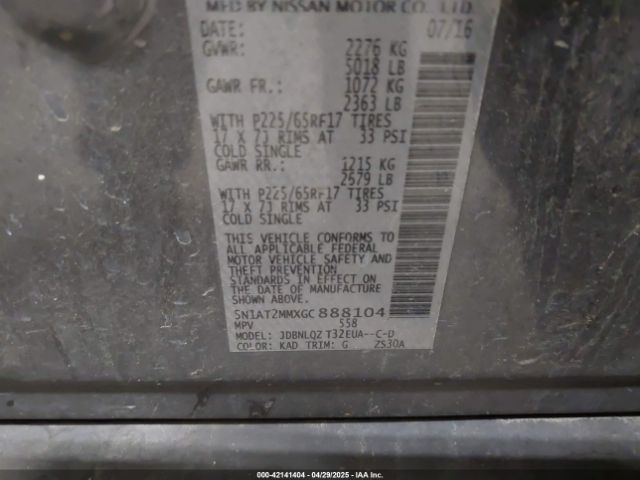 MFD BY NISSAN MOTOR CO., LTD.
DATE: 07/16
GVWR: 2276 KG
5018 LB
GAWR FR.: 1072 KG
2363 LB
WITH P225/65RF17 TIRES
17 X 7J RIMS AT 33 PSI
COLD SINGLE
GAWR RR.: 1215 KG
2679 LB
WITH P225/65RF17 TIRES
17 X 7J RIMS AT 33 PSI
COLD SINGLE
THIS VEHICLE CONFORMS TO
ALL APPLICABLE FEDERAL
MOTOR VEHICLE SAFETY AND
THEFT PREVENTION
STANDARDS IN EFFECT ON
THE DATE OF MANUFACTURE
SHOWN ABOVE.
5N1AT2MMXGC888104
MPV 558
MODEL: JDBNLQZ T32EUA--C-D
COLOR: KAD TRIM: G ZS30A
000-42141404 | 04/29/2025 | IAAI.com